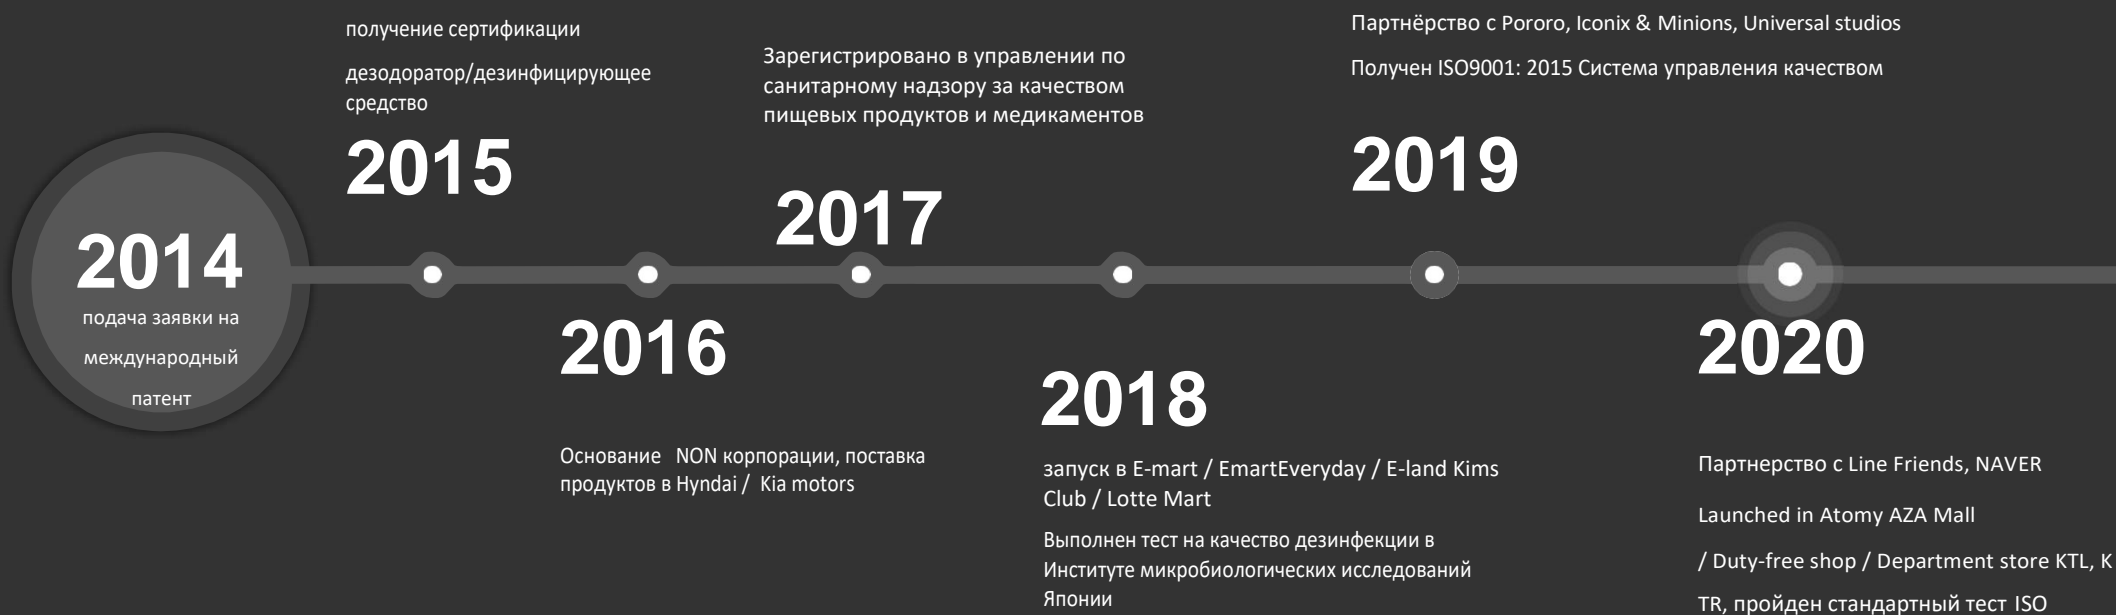 2014
подача заявки на
международный
патент
получение сертификации
дезодоратор/дезинфицирующее
средство
2015
2016
Основание NON корпорации, поставка
продуктов в Hyndai / Kia motors
Зарегистрировано в управлении по
санитарному надзору за качеством
пищевых продуктов и медикаментов
2017
2018
запуск в E-mart / EmartEveryday / E-land Kims
Club / Lotte Mart
Выполнен тест на качество дезинфекции в
Институте микробиологических исследований
Японии
Партнёрство с Pororo, Iconix & Minions, Universal studios
Получен ISO9001: 2015 Система управления качеством
2019
2020
Партнерство с Line Friends, NAVER
Launched in Atomy AZA Mall
/ Duty-free shop / Department store KTL, K
TR, пройден стандартный тест ISO